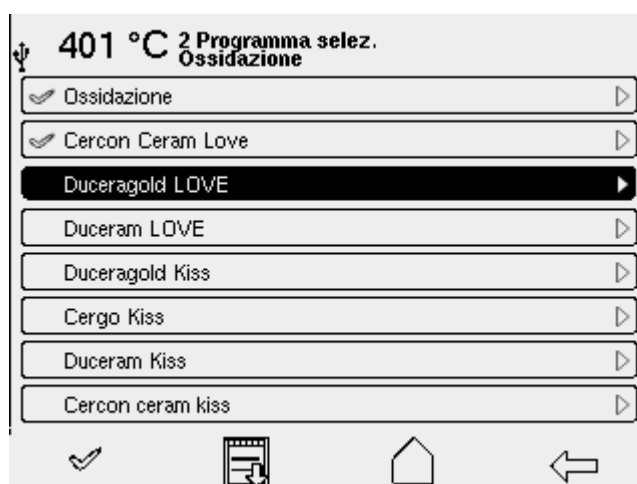 401 °C 2 Programma selez.
Ossidazione
Ossidazione
Cercon Ceram Love
Duceragold LOVE
Duceram LOVE
Duceragold Kiss
Cergo Kiss
Duceram Kiss
Cercon ceram kiss